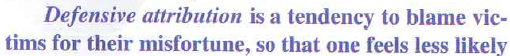 Defensive attribution is a tendency to blame vic-
tims for their misfortune, so that one feels less likely